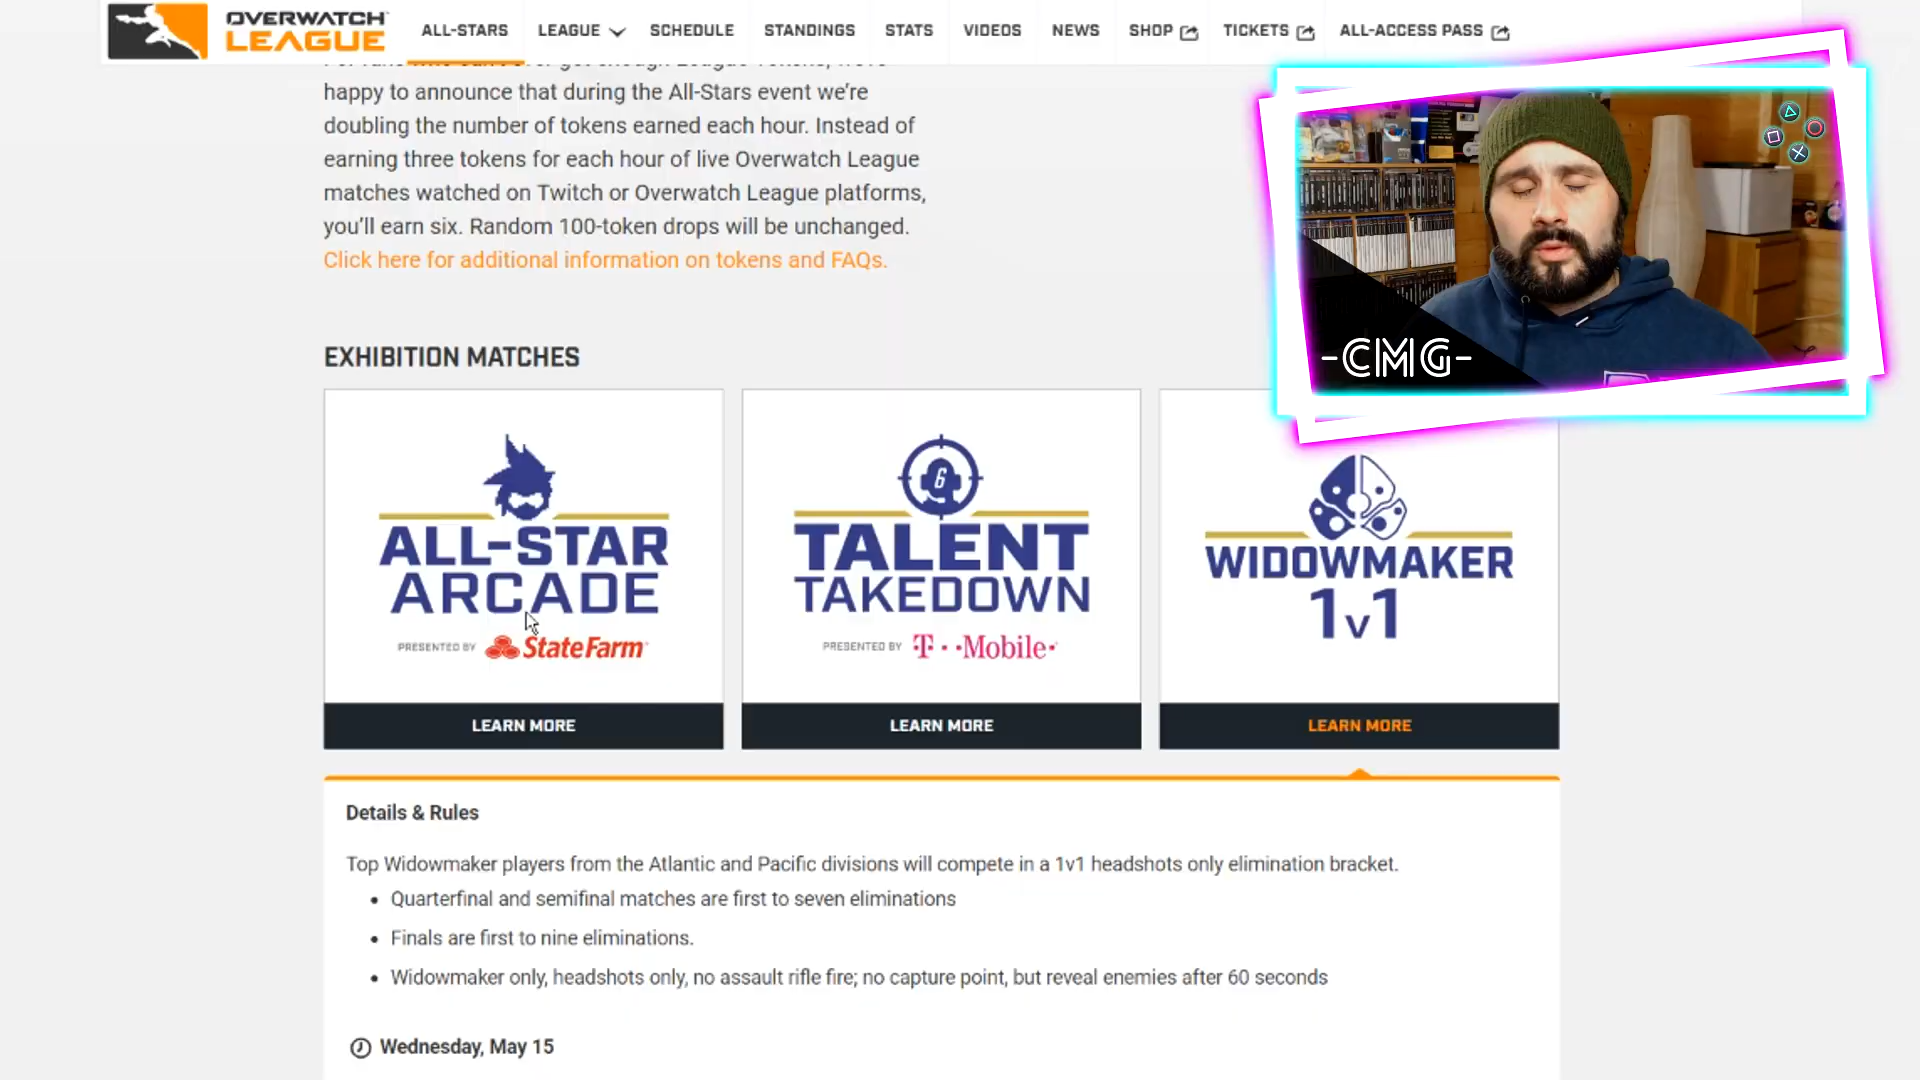 OVERWATCH
LEAGUE
ALL-STARS LEAGUE SCHEDULE STANDINGS STATS VIDEOS NEWS SHOP TICKETS ALL-ACCESS PASS
happy to announce that during the All-Stars event we're
doubling the number of tokens earned each hour. Instead of
earning three tokens for each hour of live Overwatch League
matches watched on Twitch or Overwatch League platforms,
you'll earn six. Random 100-token drops will be unchanged.
Click here for additional information on tokens and FAQs.
-CMG-
EXHIBITION MATCHES
ALL-STAR
ARCADE
PRESENTED BY StateFarm
LEARN MORE
6
TALENT
TAKEDOWN
PRESENTED BY T-Mobile
LEARN MORE
WIDOWMAKER
1v1
LEARN MORE
Details & Rules
Top Widowmaker players from the Atlantic and Pacific divisions will compete in a 1v1 headshots only elimination bracket.
Quarterfinal and semifinal matches are first to seven eliminations
Finals are first to nine eliminations.
Widowmaker only, headshots only, no assault rifle fire; no capture point, but reveal enemies after 60 seconds
Wednesday, May 15